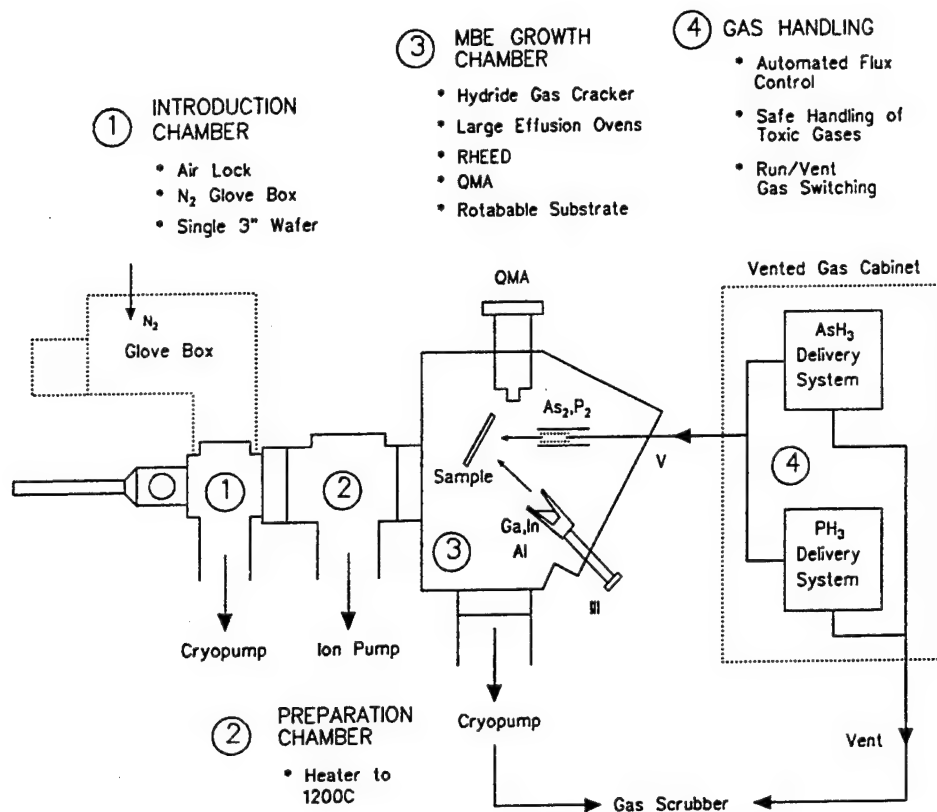 1 INTRODUCTION
CHAMBER
* Air Lock
* N₂ Glove Box
* Single 3" Wafer
3 MBE GROWTH
CHAMBER
* Hydride Gas Cracker
* Large Effusion Ovens
* RHEED
* QMA
* Rotabable Substrate
4 GAS HANDLING
* Automated Flux
Control
* Safe Handling of
Toxic Gases
* Run/Vent
Gas Switching
N₂
Glove Box
QMA
Vented Gas Cabinet
AsH₃
Delivery
System
As₂,P₂
V
Sample
4
1
2
3
Ga,In
Al
III
PH₃
Delivery
System
Cryopump
Ion Pump
Cryopump
Vent
2 PREPARATION
CHAMBER
* Heater to
1200C
Gas Scrubber